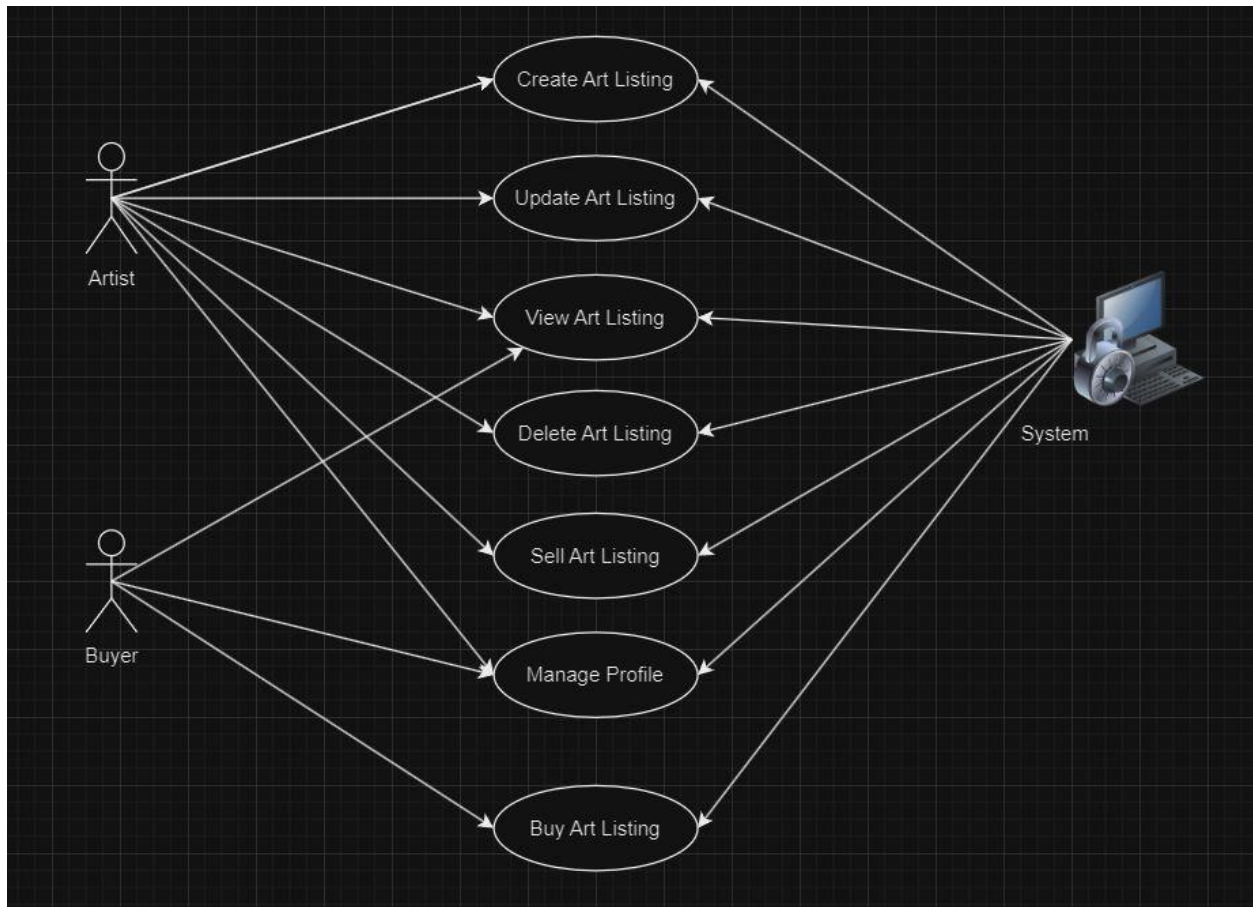 Create Art Listing
Update Art Listing
Artist
View Art Listing
Delete Art Listing
System
Sell Art Listing
Buyer
Manage Profile
Buy Art Listing